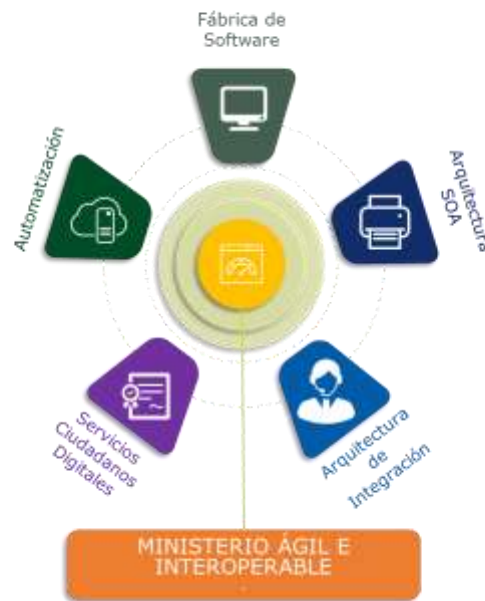 Fábrica de
Software
Automatización
Arquitectura
SOA
Servicios
Ciudadanos
Digitales
Arquitectura
de
Integración
MINISTERIO ÁGIL E
INTEROPERABLE
.